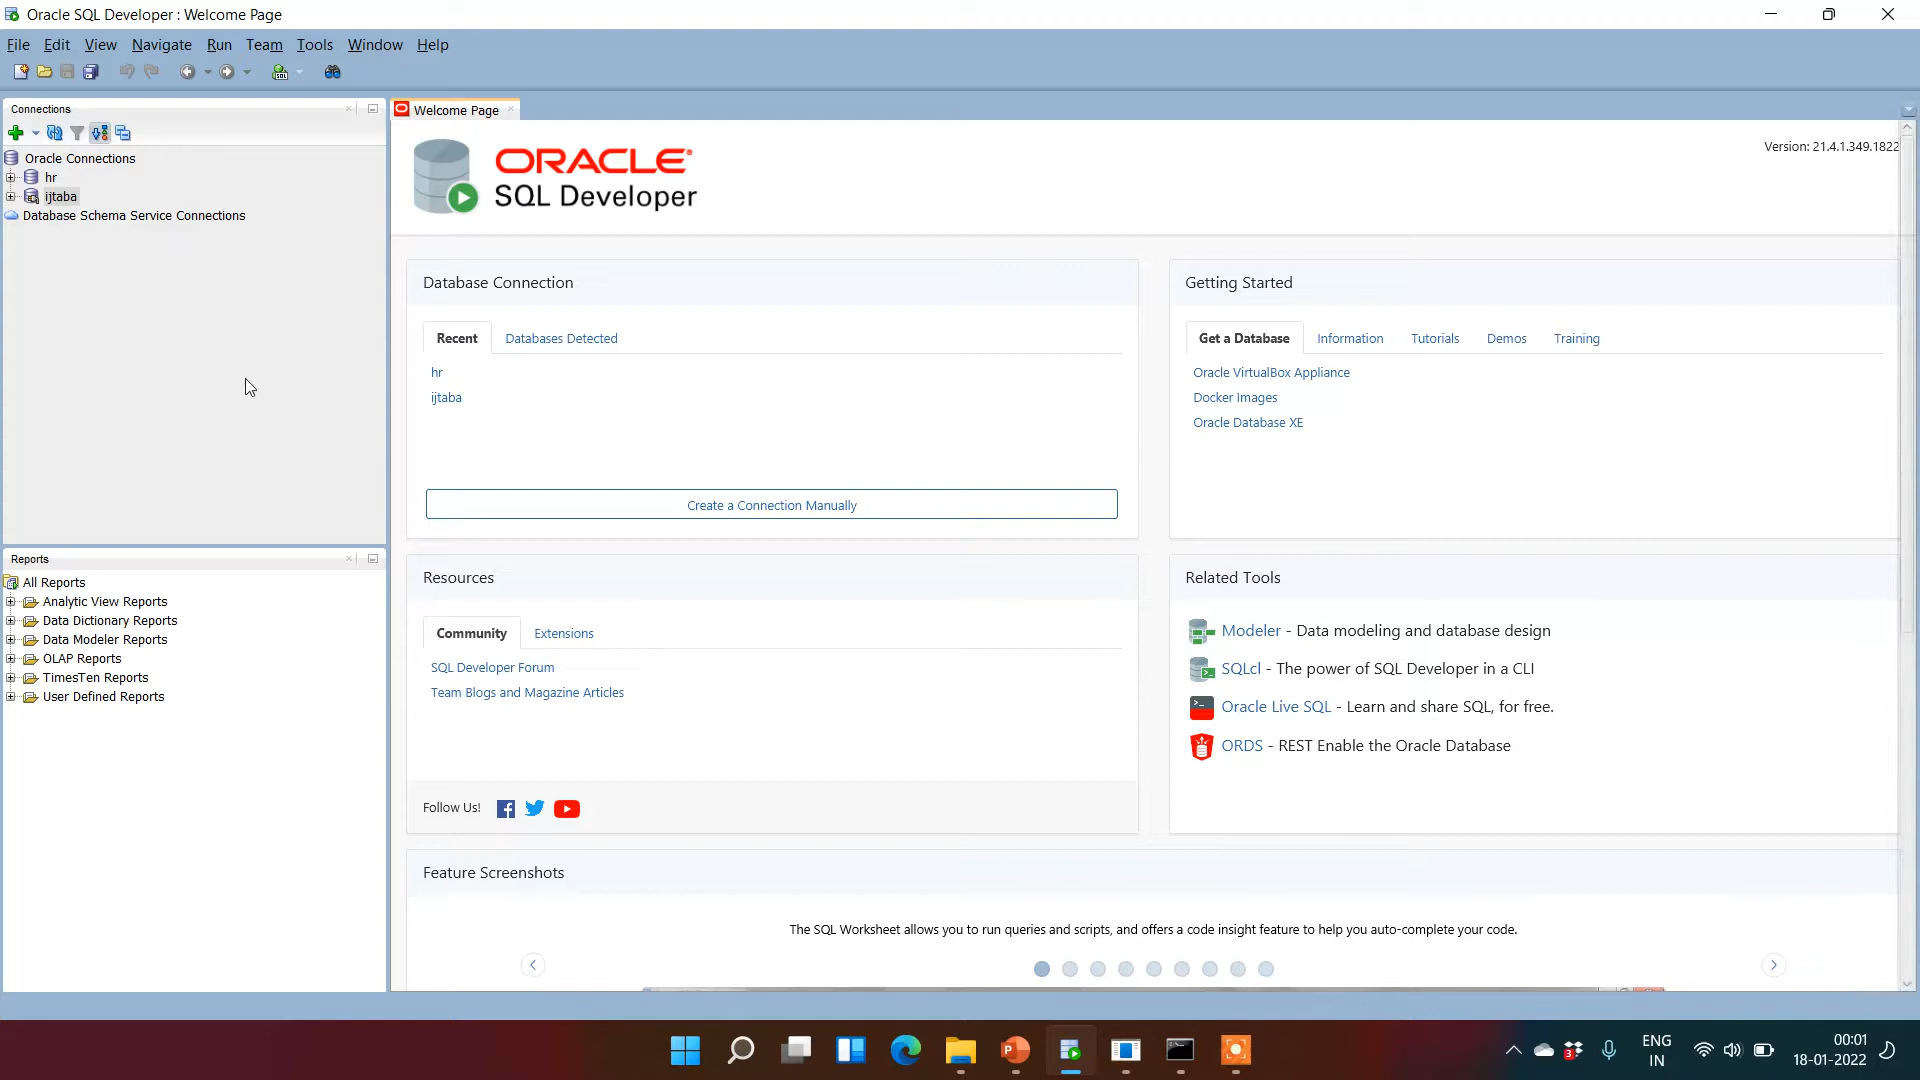 Oracle SQL Developer : Welcome Page
File Edit View Navigate Run Team Tools Window Help
Connections
Oracle Connections
hr
ijtaba
Database Schema Service Connections
Reports
All Reports
Analytic View Reports
Data Dictionary Reports
Data Modeler Reports
OLAP Reports
TimesTen Reports
User Defined Reports
Welcome Page
ORACLE
SQL Developer
Version: 21.4.1.349.1822
Database Connection
Recent Databases Detected
hr
ijtaba
Create a Connection Manually
Getting Started
Get a Database Information Tutorials Demos Training
Oracle VirtualBox Appliance
Docker Images
Oracle Database XE
Resources
Community Extensions
SQL Developer Forum
Team Blogs and Magazine Articles
Follow Us!
Related Tools
Modeler - Data modeling and database design
SQLcl - The power of SQL Developer in a CLI
Oracle Live SQL - Learn and share SQL, for free.
ORDS - REST Enable the Oracle Database
Feature Screenshots
The SQL Worksheet allows you to run queries and scripts, and offers a code insight feature to help you auto-complete your code.
ENG
IN
00:01
18-01-2022